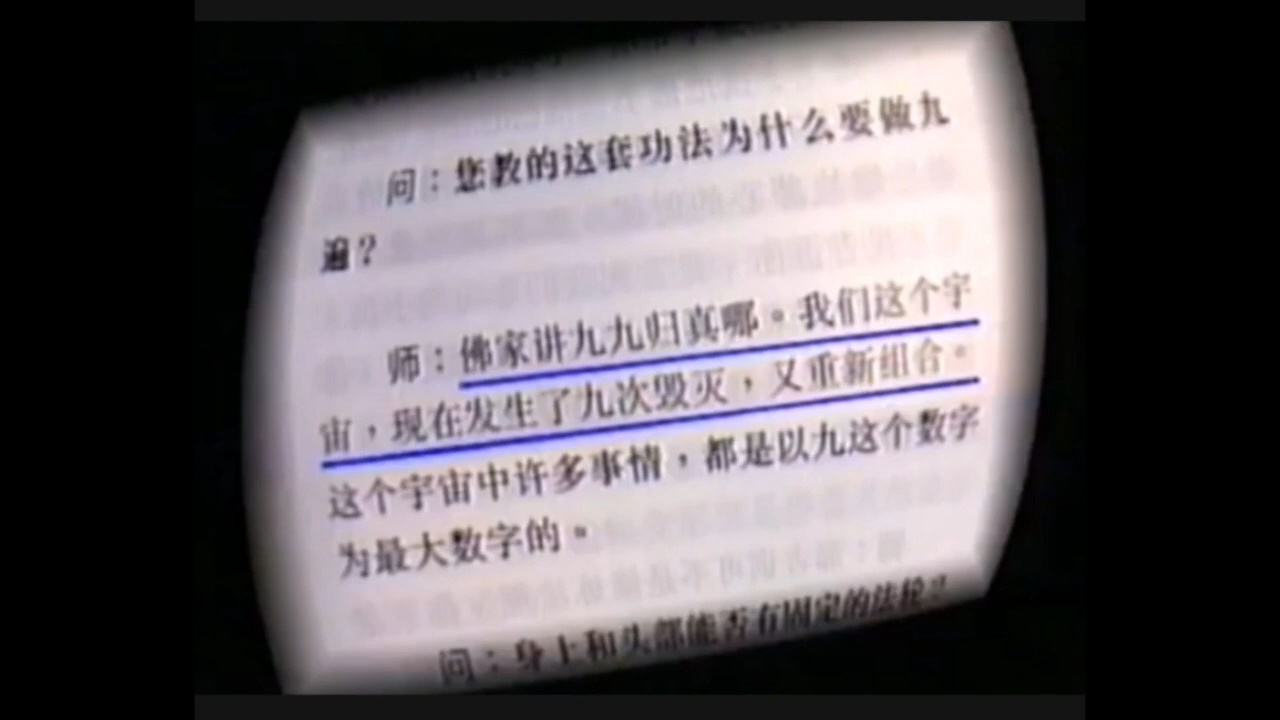 问：您教的这套功法为什么要做九
遍？
师：佛家讲九九归真哪。我们这个宇
宙，现在发生了九次毁灭，又重新组合。
这个宇宙中许多事情，都是以九这个数字
为最大数字的。
问：身上和头部能否有固定的法轮？